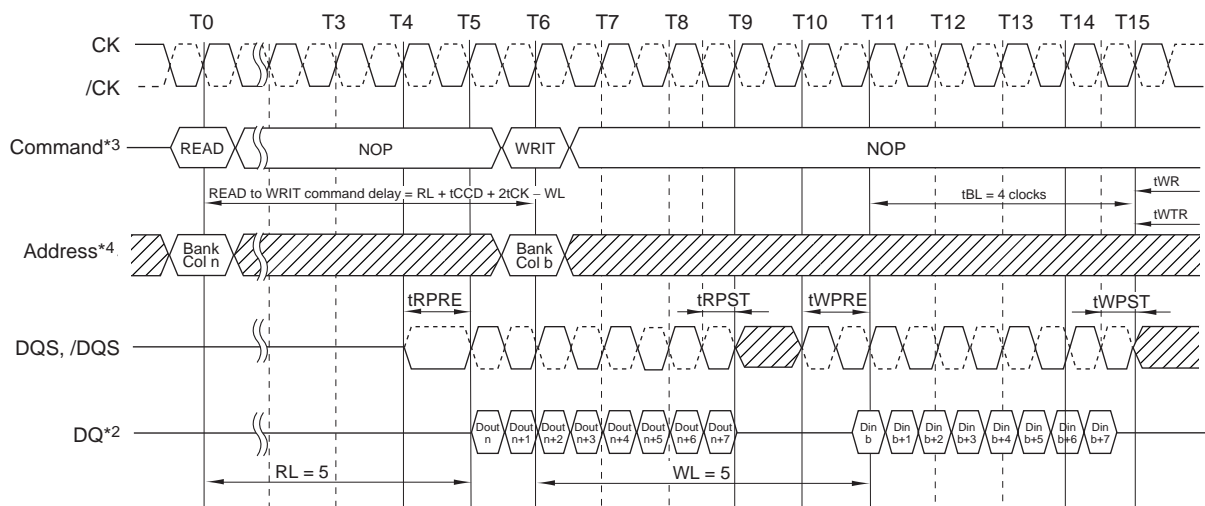 T0 T3 T4 T5 T6 T7 T8 T9 T10 T11 T12 T13 T14 T15
CK
/CK
Command*3 READ NOP WRIT NOP
READ to WRIT command delay = RL + tCCD + 2tCK − WL
tBL = 4 clocks
tWR
tWTR
Address*4
Bank
Col n
Bank
Col b
tRPRE tRPST tWPRE tWPST
DQS, /DQS
DQ*2
Dout
n
Dout
n+1
Dout
n+2
Dout
n+3
Dout
n+4
Dout
n+5
Dout
n+6
Dout
n+7
Din
b
Din
b+1
Din
b+2
Din
b+3
Din
b+4
Din
b+5
Din
b+6
Din
b+7
RL = 5 WL = 5